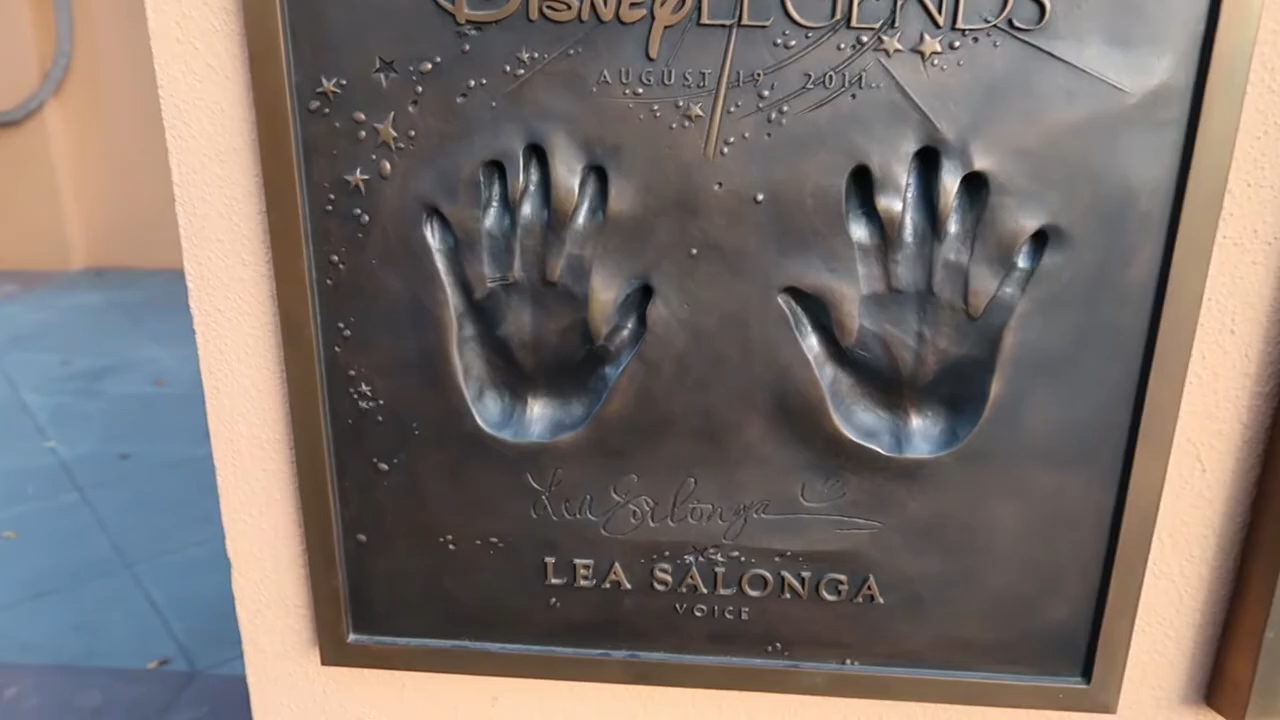 DISNEY LEGENDS
AUGUST 19, 2011
Lea Salonga
LEA SALONGA
VOICE